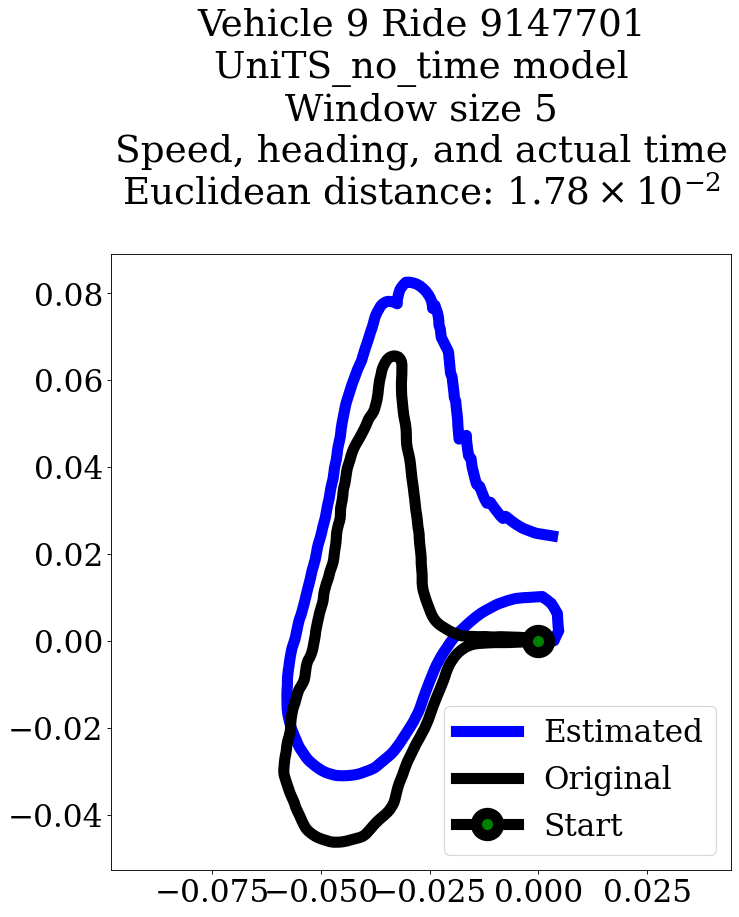 Vehicle 9 Ride 9147701
UniTS_no_time model
Window size 5
Speed, heading, and actual time
Euclidean distance: 1.78 × 10⁻²
0.08
0.06
0.04
0.02
0.00
−0.02
−0.04
Estimated
Original
Start
−0.075 −0.050 −0.025 0.000 0.025